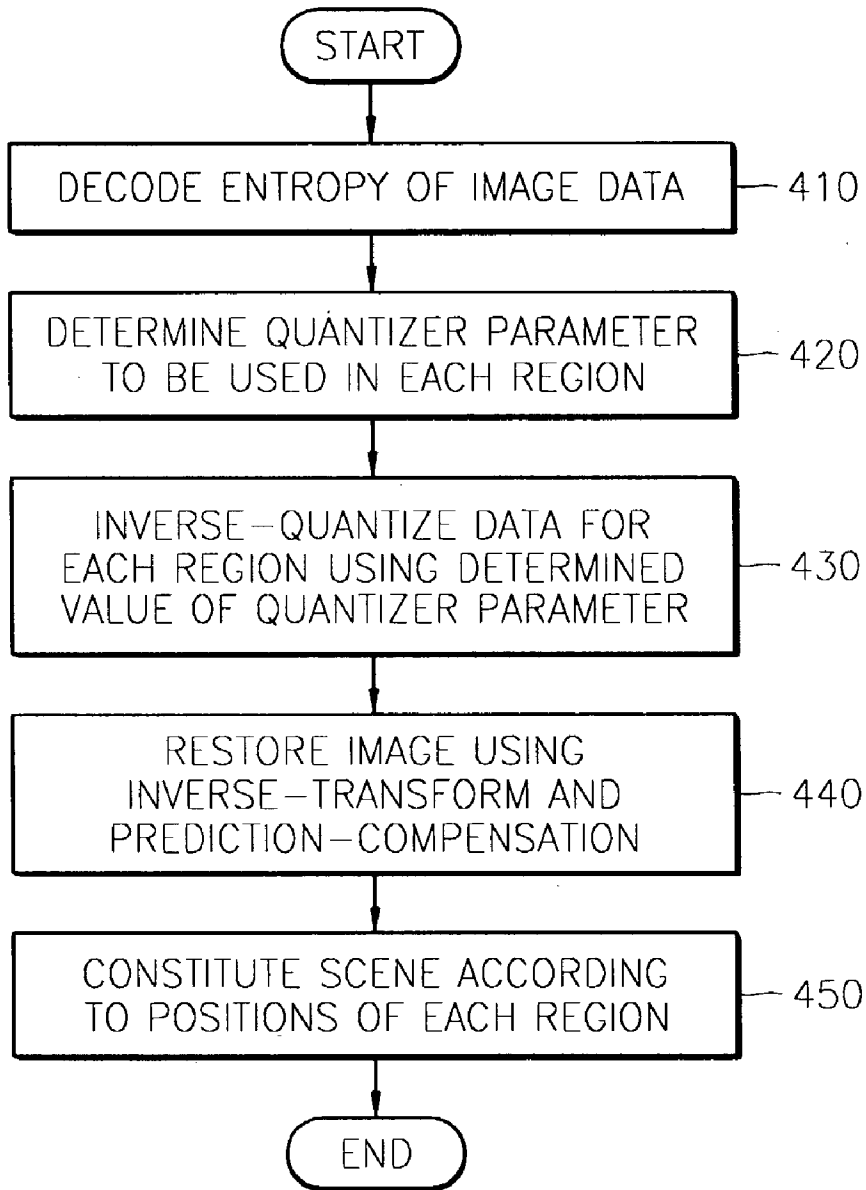 START
DECODE ENTROPY OF IMAGE DATA
410
DETERMINE QUANTIZER PARAMETER
TO BE USED IN EACH REGION
420
INVERSE-QUANTIZE DATA FOR
EACH REGION USING DETERMINED
VALUE OF QUANTIZER PARAMETER
430
RESTORE IMAGE USING
INVERSE-TRANSFORM AND
PREDICTION-COMPENSATION
440
CONSTITUTE SCENE ACCORDING
TO POSITIONS OF EACH REGION
450
END